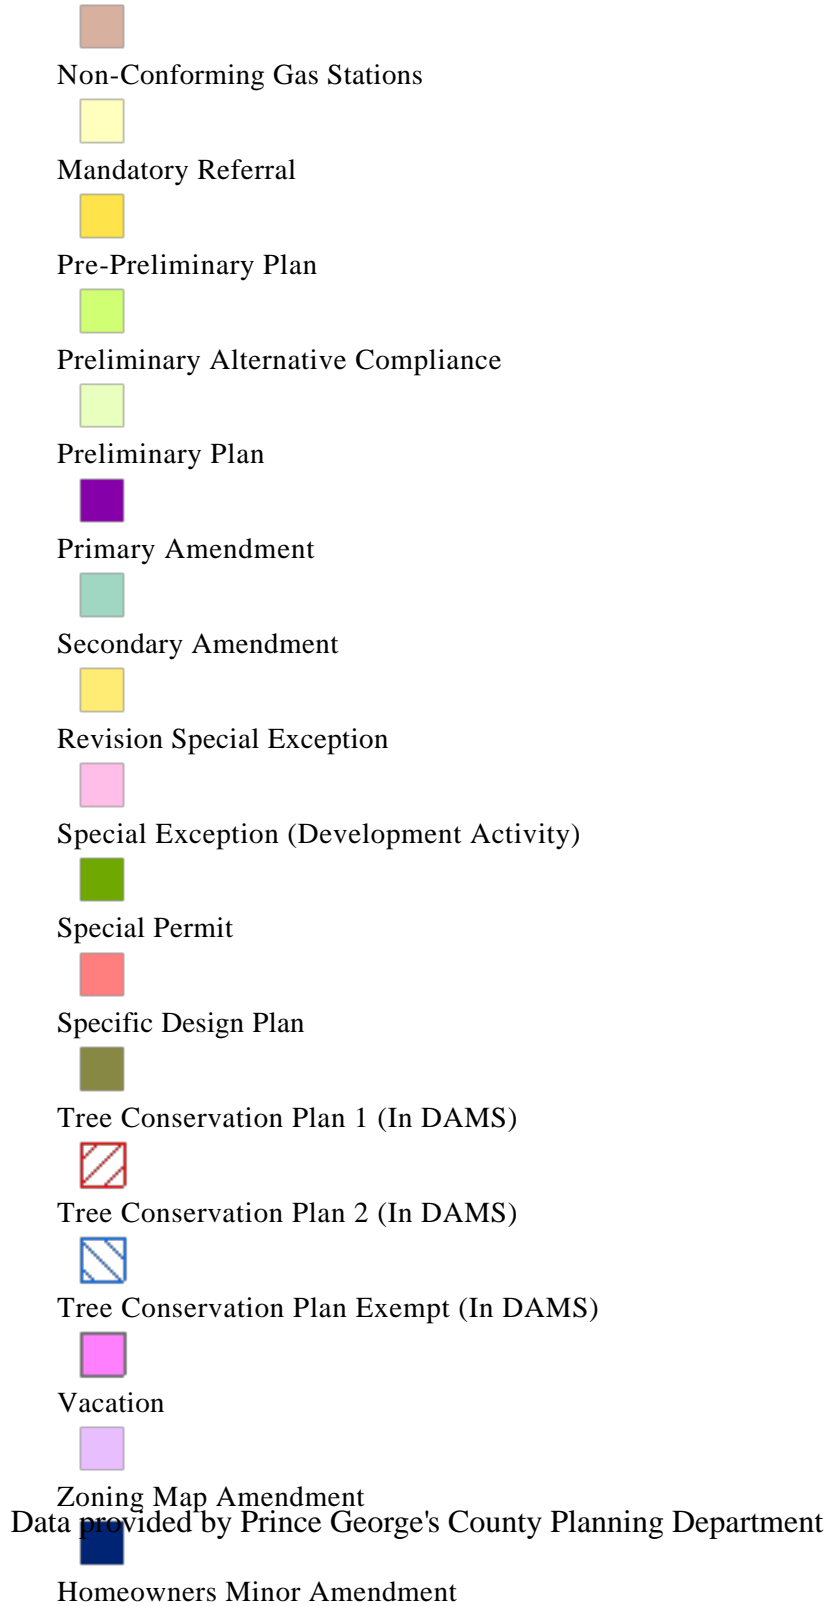 Non-Conforming Gas Stations
Mandatory Referral
Pre-Preliminary Plan
Preliminary Alternative Compliance
Preliminary Plan
Primary Amendment
Secondary Amendment
Revision Special Exception
Special Exception (Development Activity)
Special Permit
Specific Design Plan
Tree Conservation Plan 1 (In DAMS)
Tree Conservation Plan 2 (In DAMS)
Tree Conservation Plan Exempt (In DAMS)
Vacation
Zoning Map Amendment
Data provided by Prince George's County Planning Department
Homeowners Minor Amendment